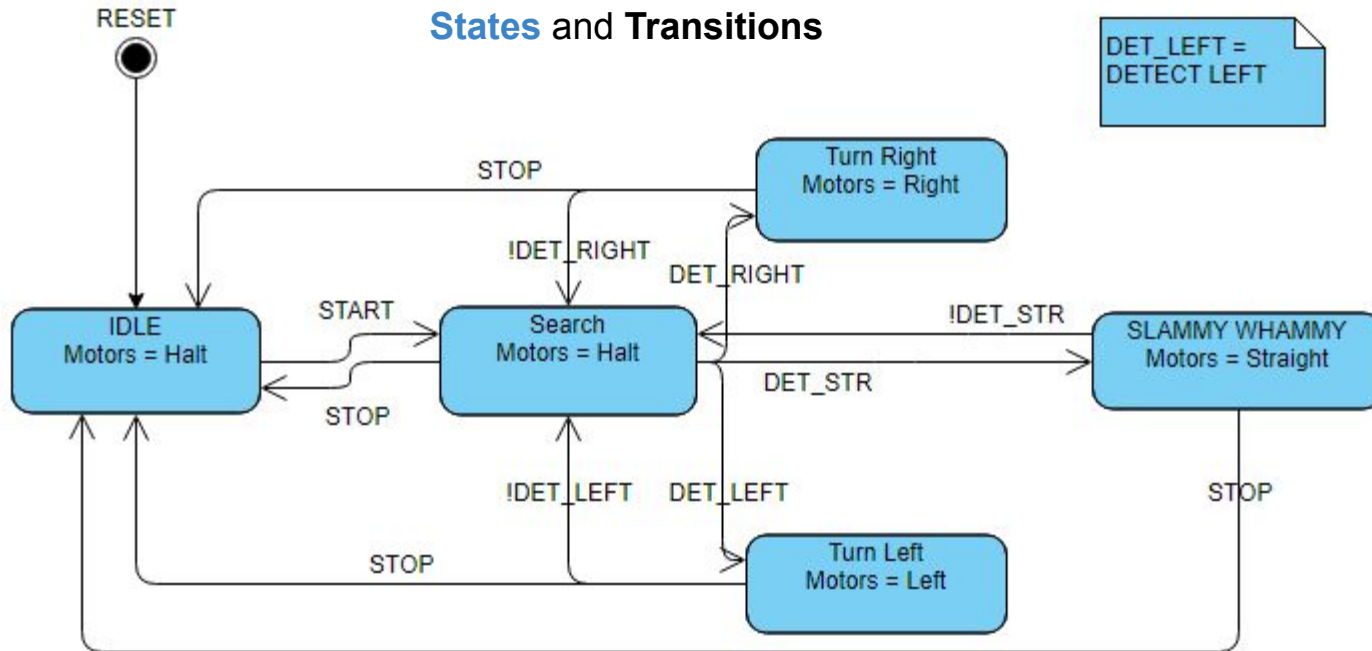 States and Transitions
RESET
DET_LEFT =
DETECT LEFT
Turn Right
Motors = Right
STOP
!DET_RIGHT
DET_RIGHT
IDLE
Motors = Halt
START
STOP
Search
Motors = Halt
!DET_STR
DET_STR
SLAMMY WHAMMY
Motors = Straight
!DET_LEFT
DET_LEFT
STOP
STOP
Turn Left
Motors = Left